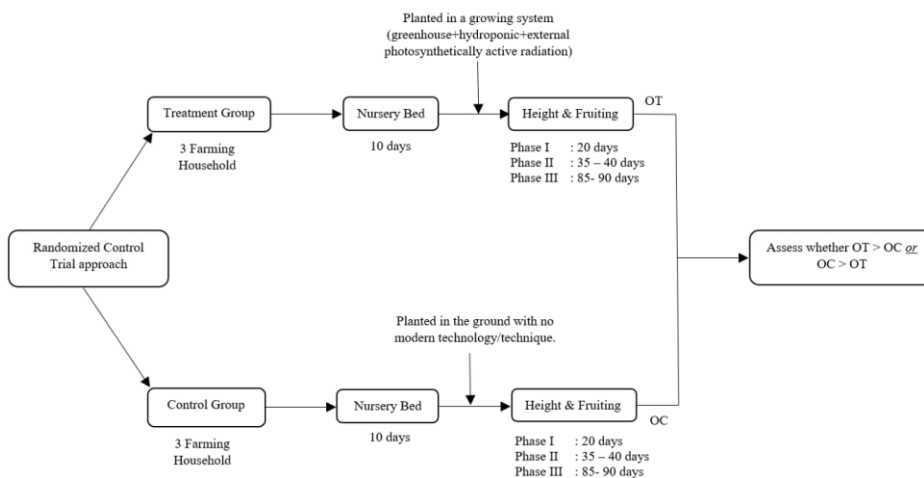 Planted in a growing system
(greenhouse+hydroponic+external
photosynthetically active radiation)
Treatment Group
Nursery Bed
Height & Fruiting
OT
3 Farming
Household
10 days
Phase I : 20 days
Phase II : 35 – 40 days
Phase III : 85- 90 days
Randomized Control
Trial approach
Assess whether OT > OC or
OC > OT
Planted in the ground with no
modern technology/technique.
Control Group
Nursery Bed
Height & Fruiting
OC
3 Farming
Household
10 days
Phase I : 20 days
Phase II : 35 – 40 days
Phase III : 85- 90 days